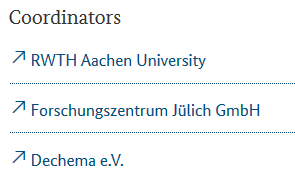 Coordinators
RWTH Aachen University
Forschungszentrum Jülich GmbH
Dechema e.V.